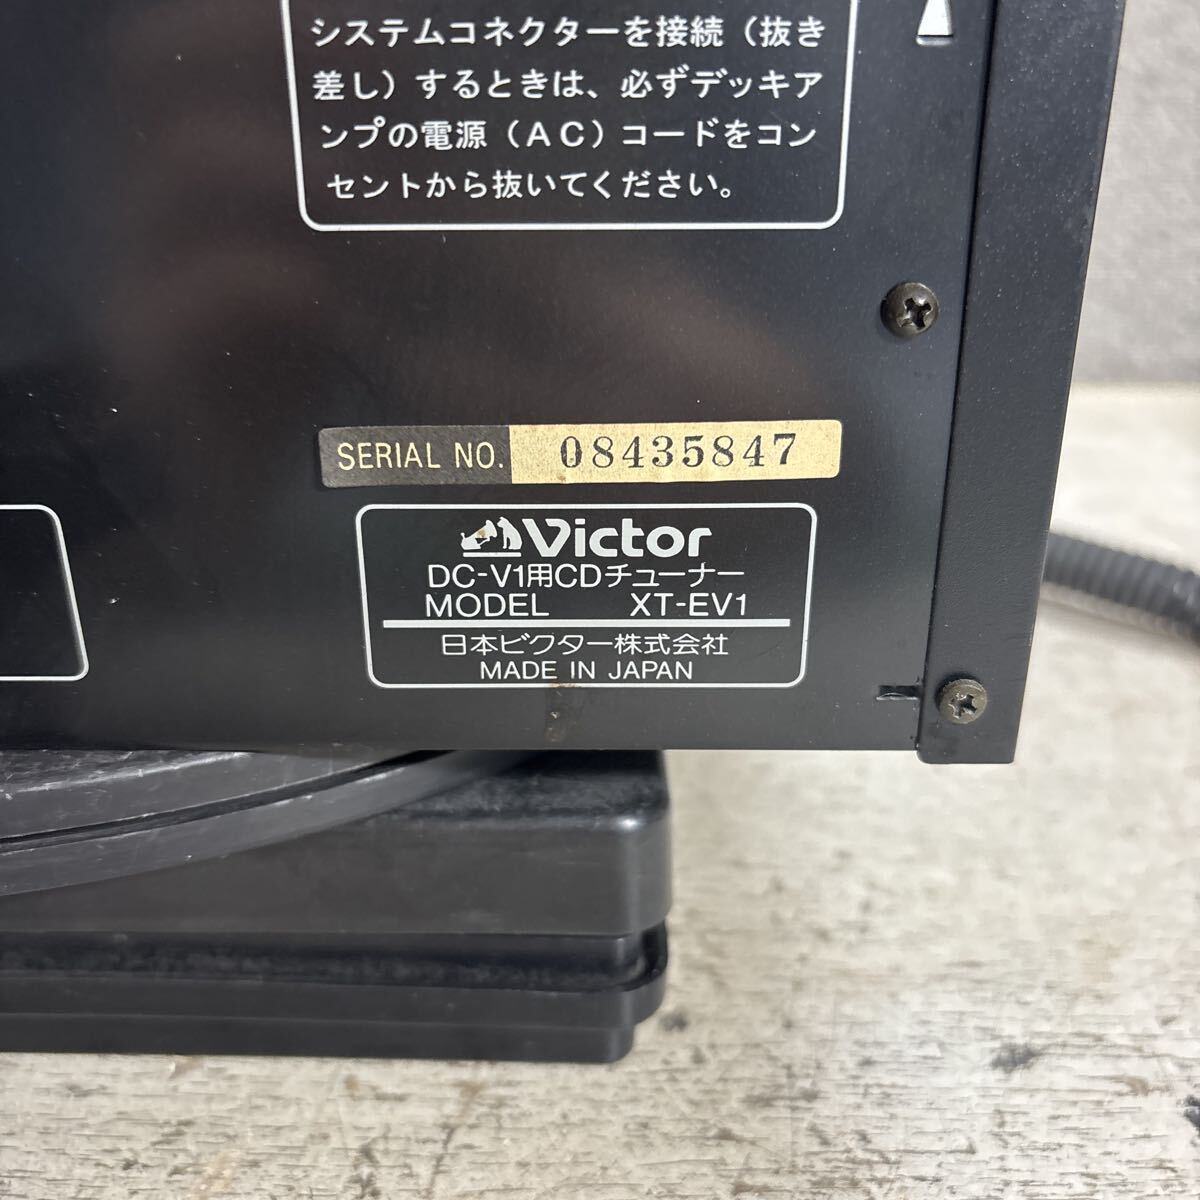 システムコネクターを接続(抜き
差し)するときは、必ずデッキア
ンプの電源(AC)コードをコン
セントから抜いてください。
SERIAL NO. 08435847
Victor
DC-V1用CDチューナー
MODEL XT-EV1
日本ビクター株式会社
MADE IN JAPAN